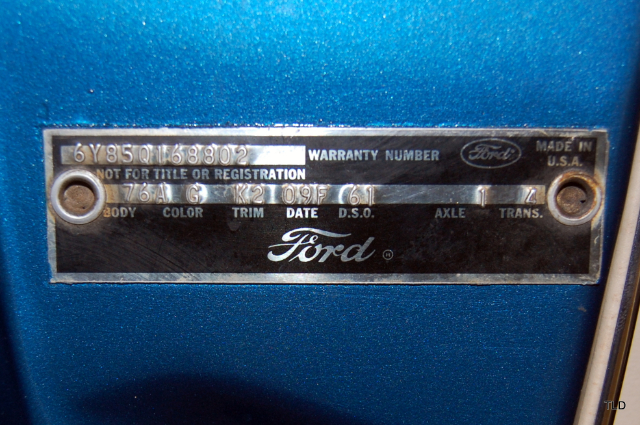 6Y85Q168802 WARRANTY NUMBER Ford MADE IN U.S.A.
NOT FOR TITLE OR REGISTRATION
76A G K2 09F 61 1 4
BODY COLOR TRIM DATE D.S.O. AXLE TRANS.
Ford
TLD